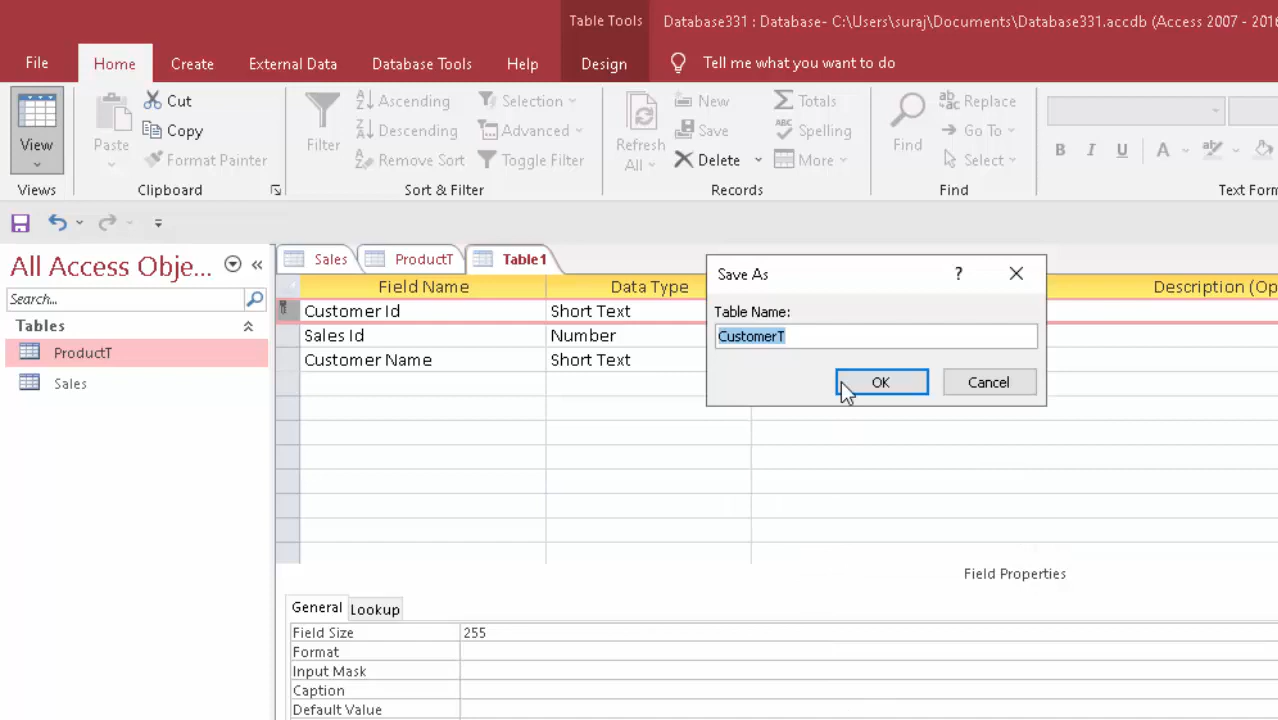 Table Tools
Database331 : Database- C:\Users\suraj\Documents\Database331.accdb (Access 2007 - 2016
File Home Create External Data Database Tools Help Design Tell me what you want to do
View
Paste
Cut
Copy
Format Painter
Filter
Ascending
Descending
Remove Sort
Selection
Advanced
Toggle Filter
Refresh
All
New
Save
Delete
Totals
Spelling
More
Find
Replace
Go To
Select
B I U A ab
Views Clipboard Sort & Filter Records Find Text Form
All Access Obje...
Search...
Tables
ProductT
Sales
Sales ProductT Table1
Field Name Data Type Description (Op
Customer Id Short Text
Sales Id Number
Customer Name Short Text
Save As ?
Table Name:
CustomerT
OK Cancel
Field Properties
General Lookup
Field Size 255
Format
Input Mask
Caption
Default Value